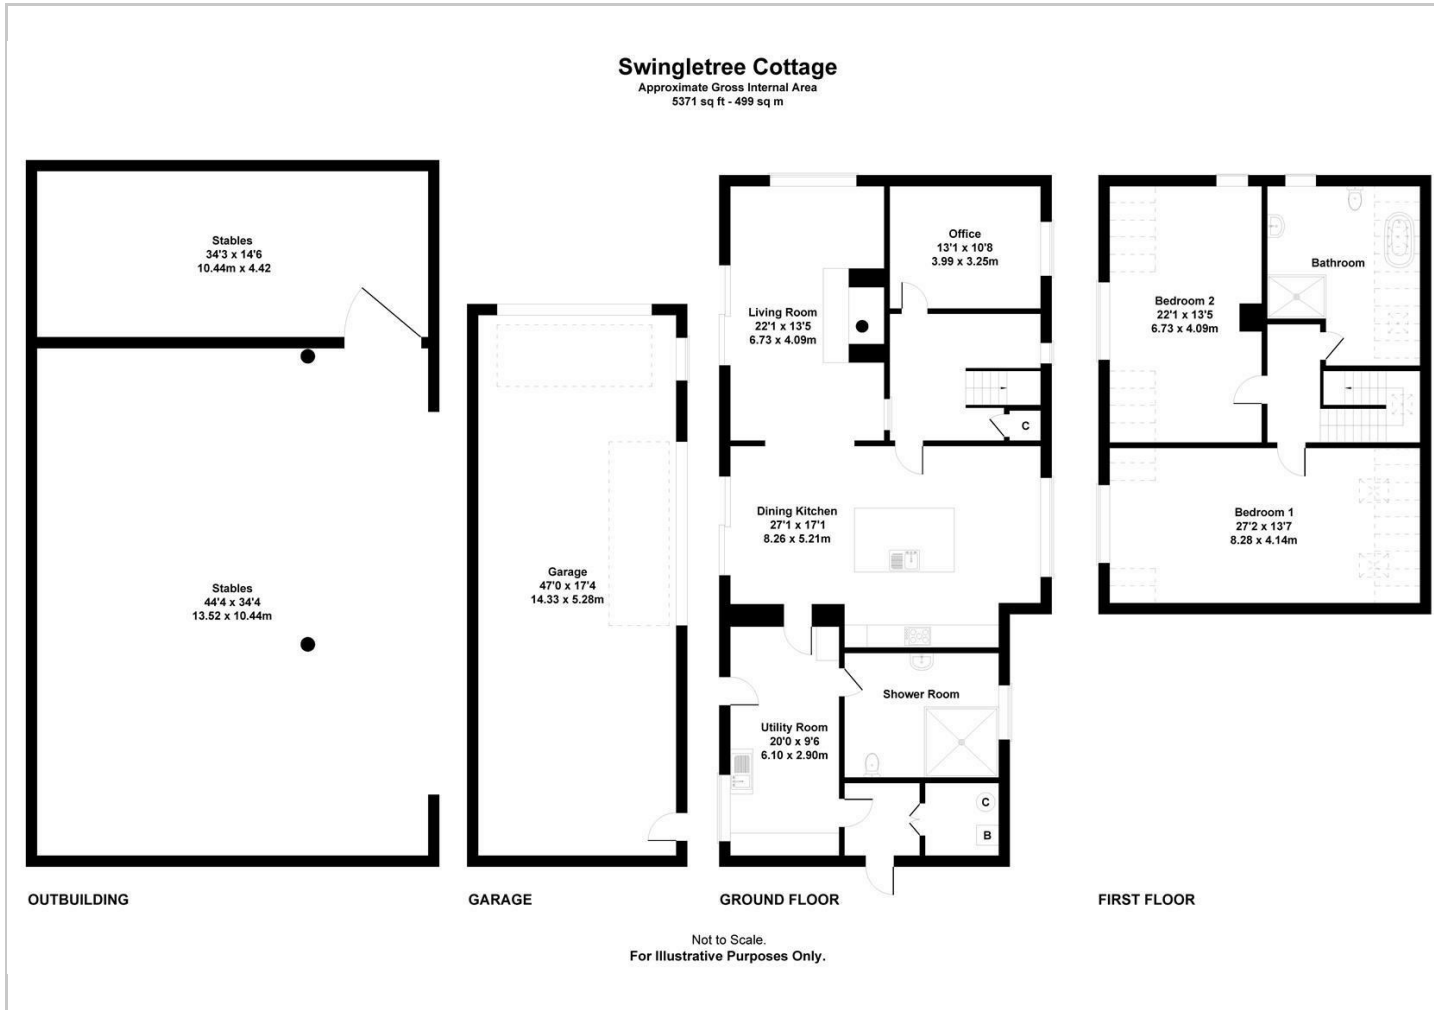 Swingletree Cottage
Approximate Gross Internal Area
5371 sq ft - 499 sq m
Stables
34'3 x 14'6
10.44m x 4.42
Stables
44'4 x 34'4
13.52m x 10.44m
OUTBUILDING
Garage
47'0 x 17'4
14.33 x 5.28m
GARAGE
Living Room
22'1 x 13'5
6.73 x 4.09m
Office
13'1 x 10'8
3.99 x 3.25m
C
Dining Kitchen
27'1 x 17'1
8.26 x 5.21m
Utility Room
20'0 x 9'6
6.10 x 2.90m
Shower Room
C
B
GROUND FLOOR
Bedroom 2
22'1 x 13'5
6.73 x 4.09m
Bathroom
Bedroom 1
27'2 x 13'7
8.28 x 4.14m
FIRST FLOOR
Not to Scale.
For Illustrative Purposes Only.